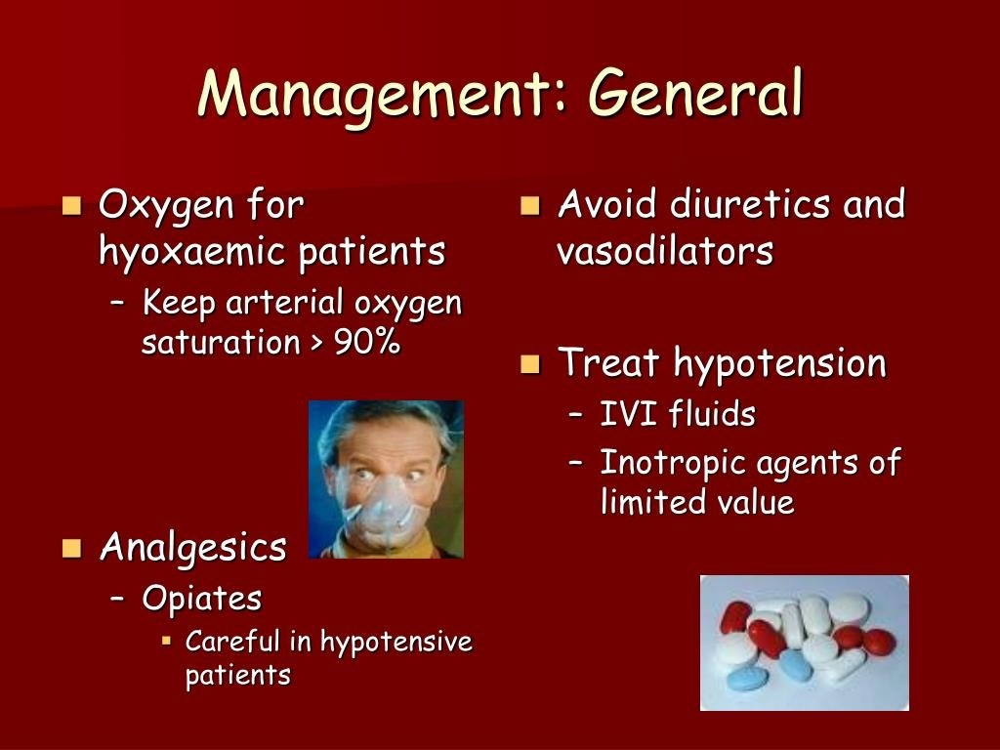 Management: General
Oxygen for
hyoxaemic patients
– Keep arterial oxygen
saturation > 90%
Analgesics
– Opiates
Careful in hypotensive
patients
Avoid diuretics and
vasodilators
Treat hypotension
– IVI fluids
– Inotropic agents of
limited value